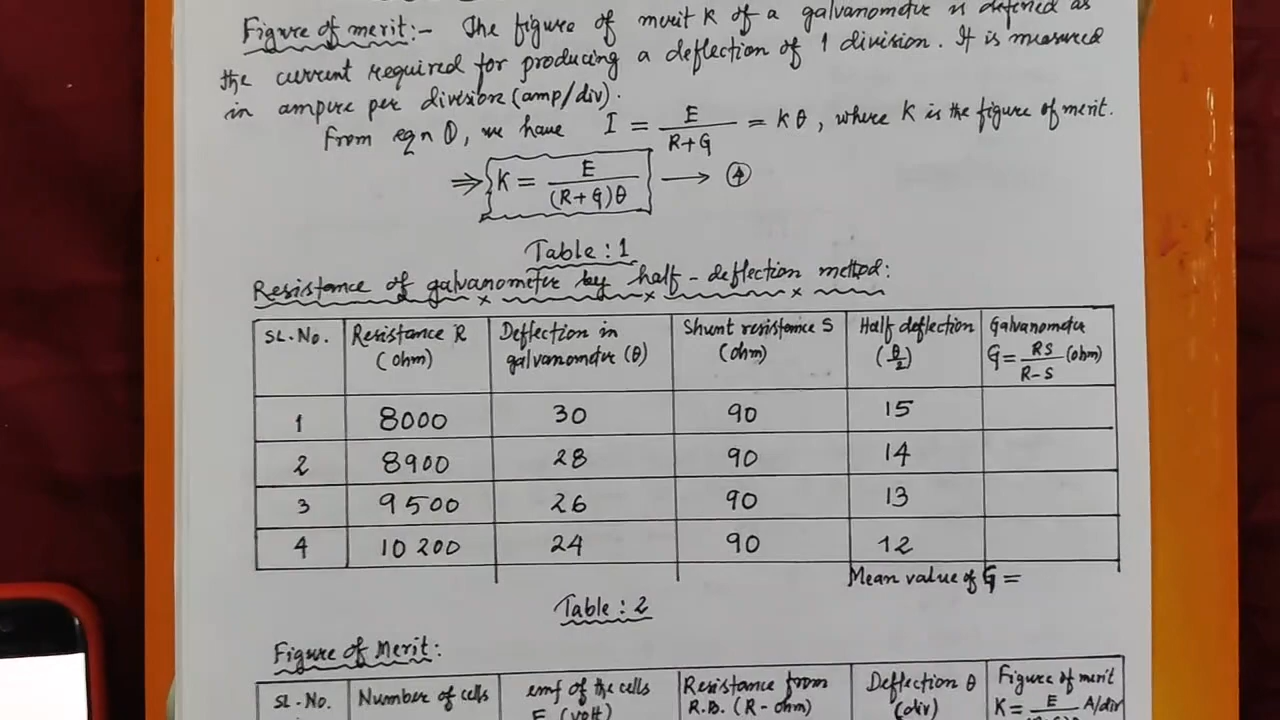 Figure of merit:- The figure of merit K of a galvanometer is defined as
the current required for producing a deflection of 1 division. It is measured
in ampere per division (amp/div).
From eqn ①, we have I = E / (R+G) = Kθ, where K is the figure of merit.
⇒ K = E / ((R+G)θ) → ④
Table : 1
Resistance of galvanometer by half-deflection method:
SL.No. | Resistance R (ohm) | Deflection in galvanometer (θ) | Shunt resistance S (ohm) | Half deflection (θ/2) | Galvanometer G = RS / (R-S) (ohm)
1 | 8000 | 30 | 90 | 15
2 | 8900 | 28 | 90 | 14
3 | 9500 | 26 | 90 | 13
4 | 10 200 | 24 | 90 | 12
Mean value of G =
Table : 2
Figure of Merit:
SL.No. | Number of cells | emf of the cells E (volt) | Resistance from R.B. (R-ohm) | Deflection θ (div) | Figure of merit K = E A/div